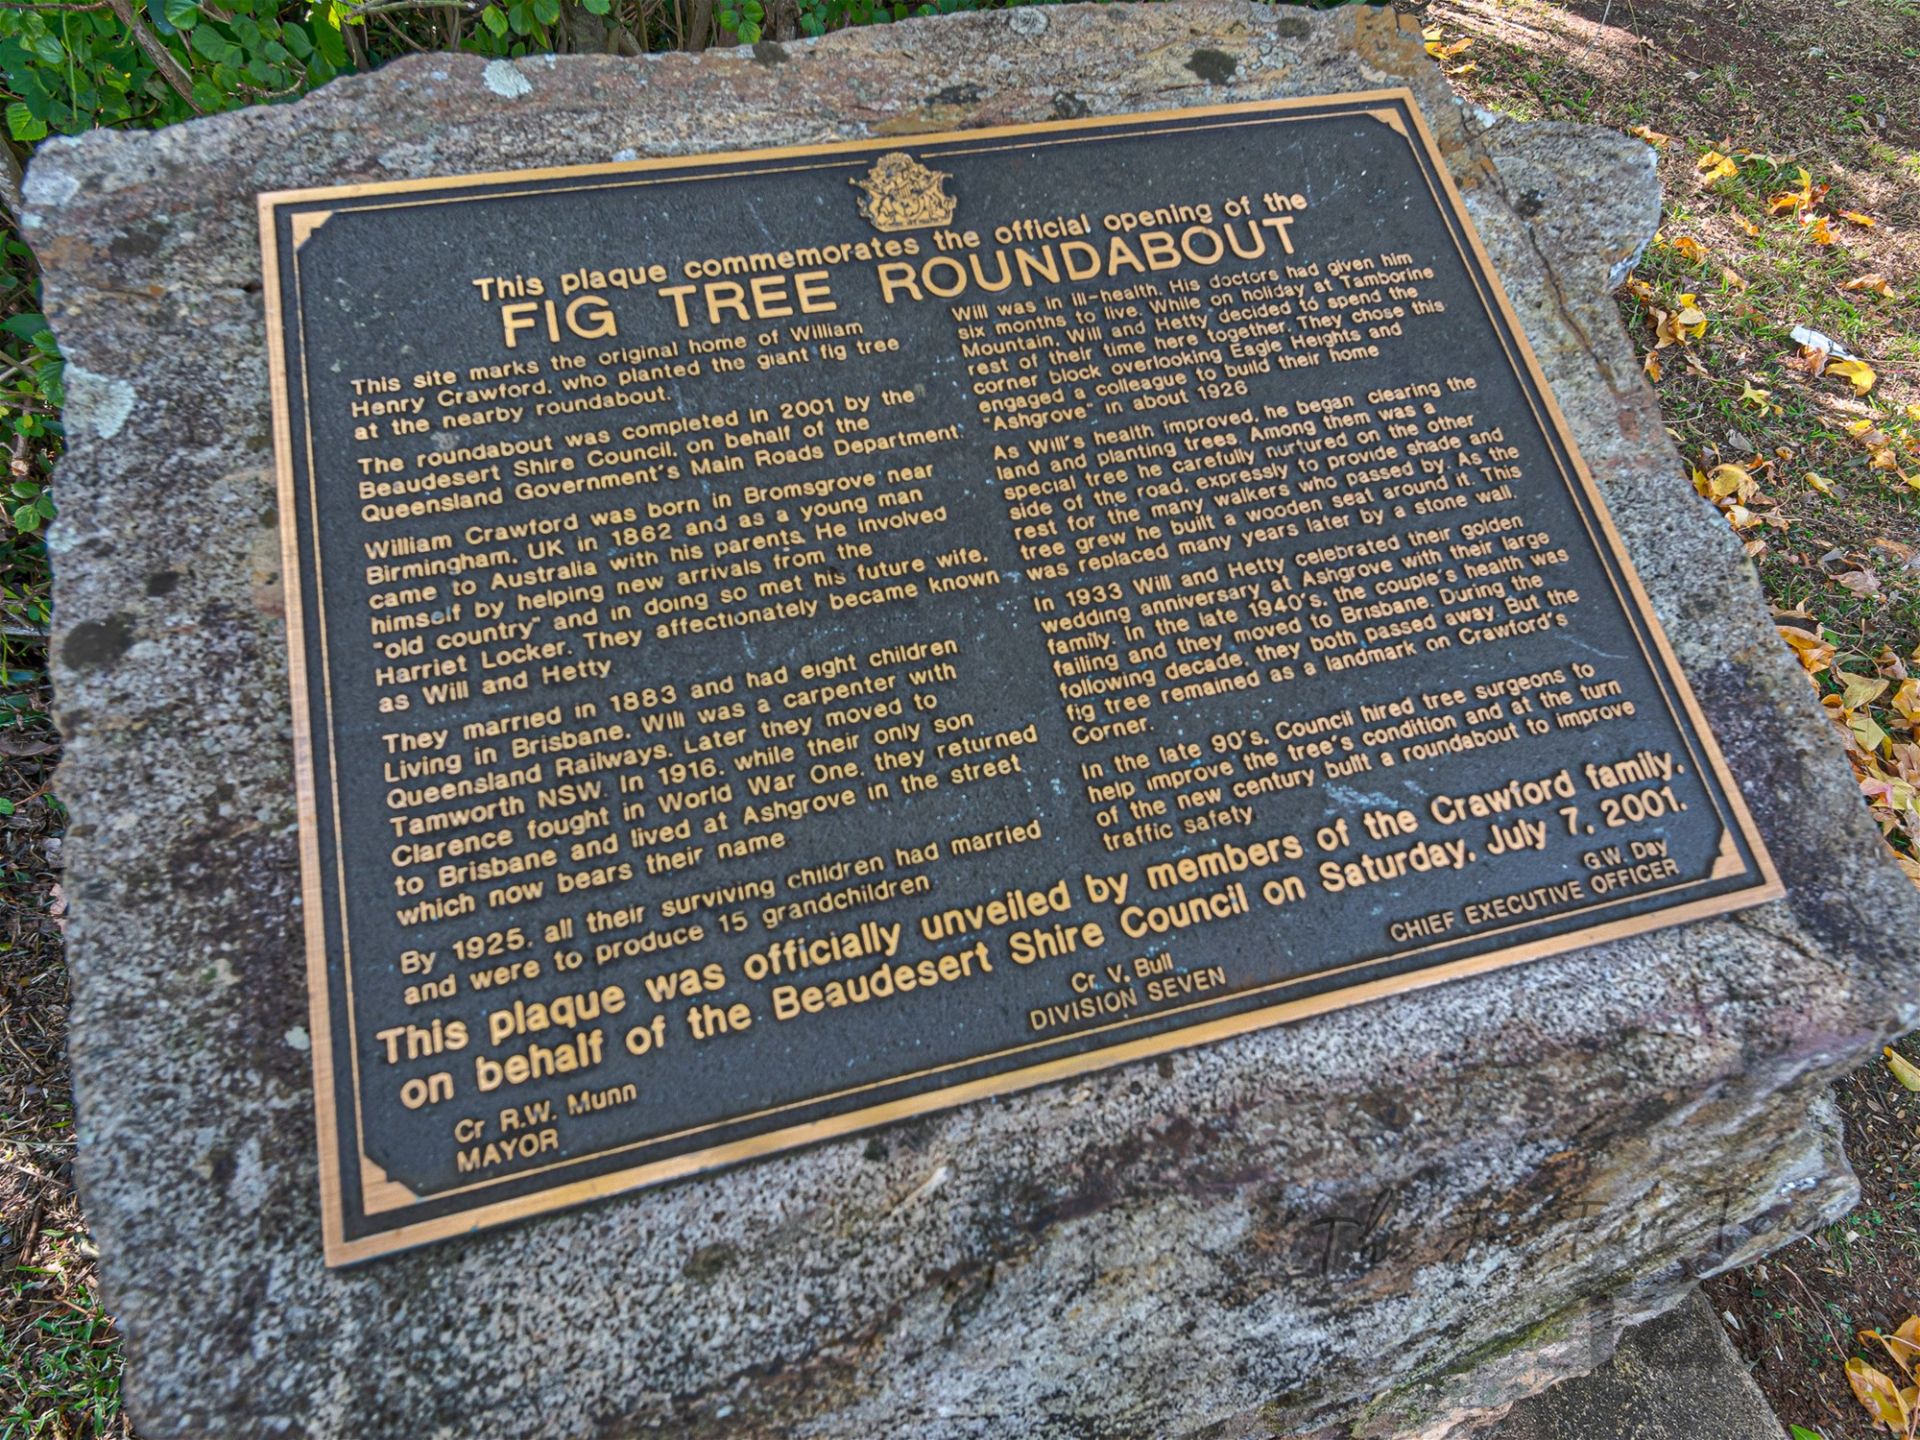 This plaque commemorates the official opening of the
FIG TREE ROUNDABOUT
This site marks the original home of William
Henry Crawford, who planted the giant fig tree
at the nearby roundabout.
The roundabout was completed in 2001 by the
Beaudesert Shire Council, on behalf of the
Queensland Government's Main Roads Department.
William Crawford was born in Bromsgrove near
Birmingham, UK in 1862 and as a young man
came to Australia with his parents. He involved
himself by helping new arrivals from the
"old country" and in doing so met his future wife,
Harriet Locker. They affectionately became known
as Will and Hetty
They married in 1883 and had eight children
Living in Brisbane, Will was a carpenter with
Queensland Railways. Later they moved to
Tamworth NSW. In 1916, while their only son
Clarence fought in World War One, they returned
to Brisbane and lived at Ashgrove in the street
which now bears their name
By 1925, all their surviving children had married
and were to produce 15 grandchildren
Will was in ill-health. His doctors had given him
six months to live. While on holiday at Tamborine
Mountain, Will and Hetty decided to spend the
rest of their time here together. They chose this
corner block overlooking Eagle Heights and
engaged a colleague to build their home
"Ashgrove" in about 1926
As Will's health improved, he began clearing the
land and planting trees. Among them was a
special tree he carefully nurtured on the other
side of the road, expressly to provide shade and
rest for the many walkers who passed by. As the
tree grew he built a wooden seat around it. This
was replaced many years later by a stone wall.
In 1933 Will and Hetty celebrated their golden
wedding anniversary at Ashgrove with their large
family. In the late 1940's, the couple's health was
failing and they moved to Brisbane. During the
following decade, they both passed away. But the
fig tree remained as a landmark on Crawford's
Corner.
In the late 90's, Council hired tree surgeons to
help improve the tree's condition and at the turn
of the new century built a roundabout to improve
traffic safety
This plaque was officially unveiled by members of the Crawford family,
on behalf of the Beaudesert Shire Council on Saturday, July 7, 2001.
Cr R.W. Munn
MAYOR
Cr. V. Bull
DIVISION SEVEN
G.W. Day
CHIEF EXECUTIVE OFFICER